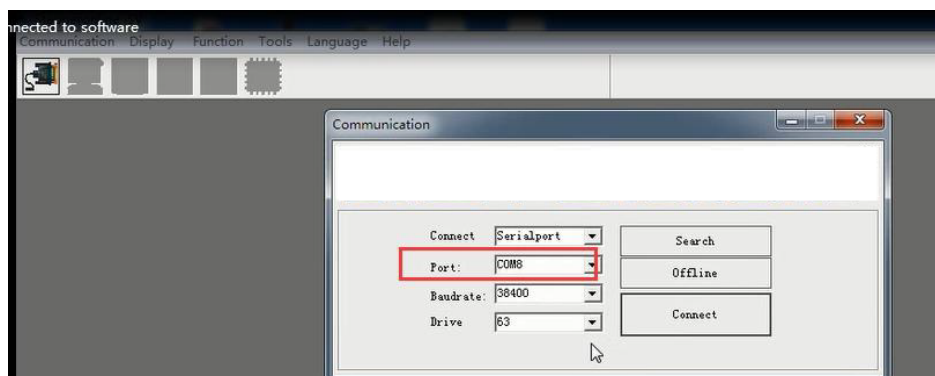 nnected to software
Communication Display Function Tools Language Help
Communication
Connect Serialport Search
Port: COM8 Offline
Baudrate: 38400 Connect
Drive 63